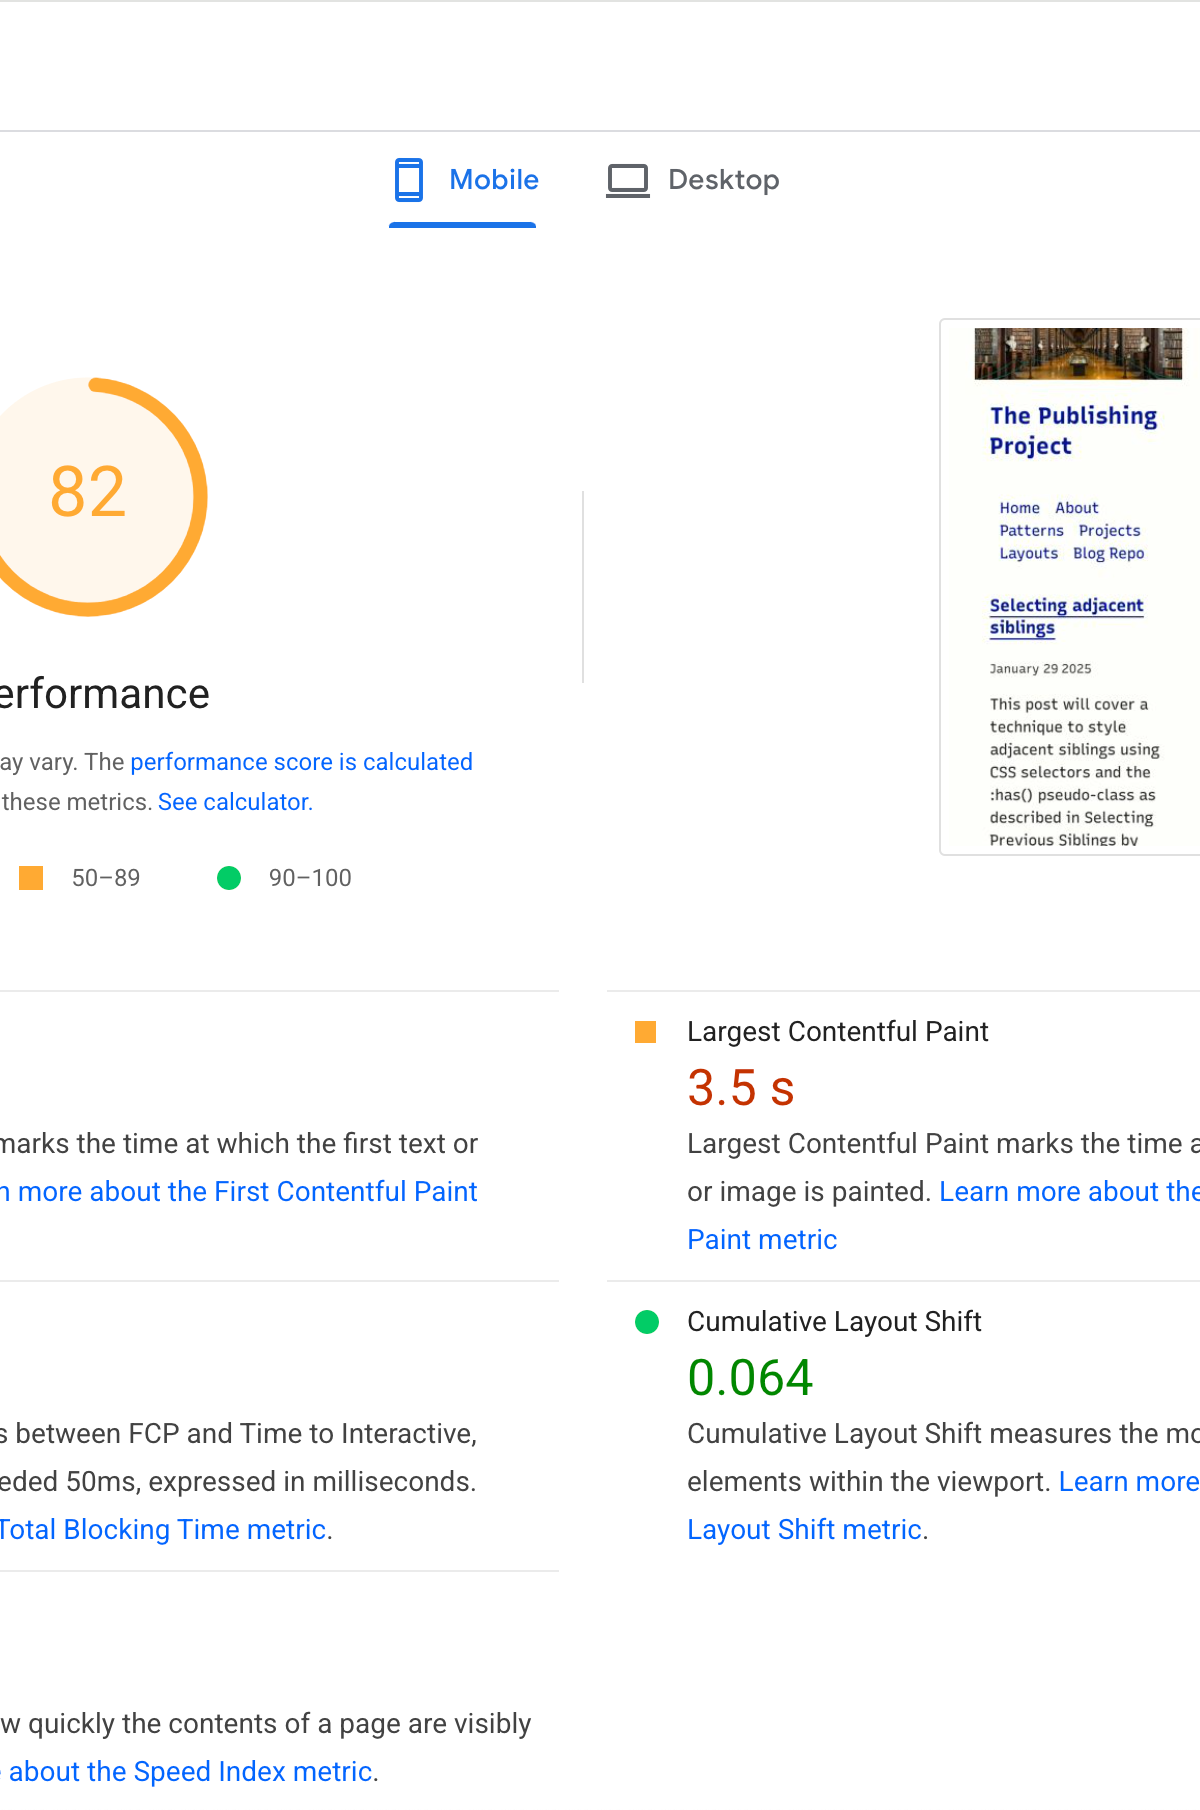 Mobile
Desktop
82
erformance
ay vary. The performance score is calculated
these metrics. See calculator.
50–89
90–100
The Publishing
Project
Home About
Patterns Projects
Layouts Blog Repo
Selecting adjacent
siblings
January 29 2025
This post will cover a
technique to style
adjacent siblings using
CSS selectors and the
:has() pseudo-class as
described in Selecting
Previous Siblings by
marks the time at which the first text or
n more about the First Contentful Paint
Largest Contentful Paint
3.5 s
Largest Contentful Paint marks the time a
or image is painted. Learn more about the
Paint metric
s between FCP and Time to Interactive,
eded 50ms, expressed in milliseconds.
Total Blocking Time metric.
Cumulative Layout Shift
0.064
Cumulative Layout Shift measures the mo
elements within the viewport. Learn more
Layout Shift metric.
w quickly the contents of a page are visibly
about the Speed Index metric.